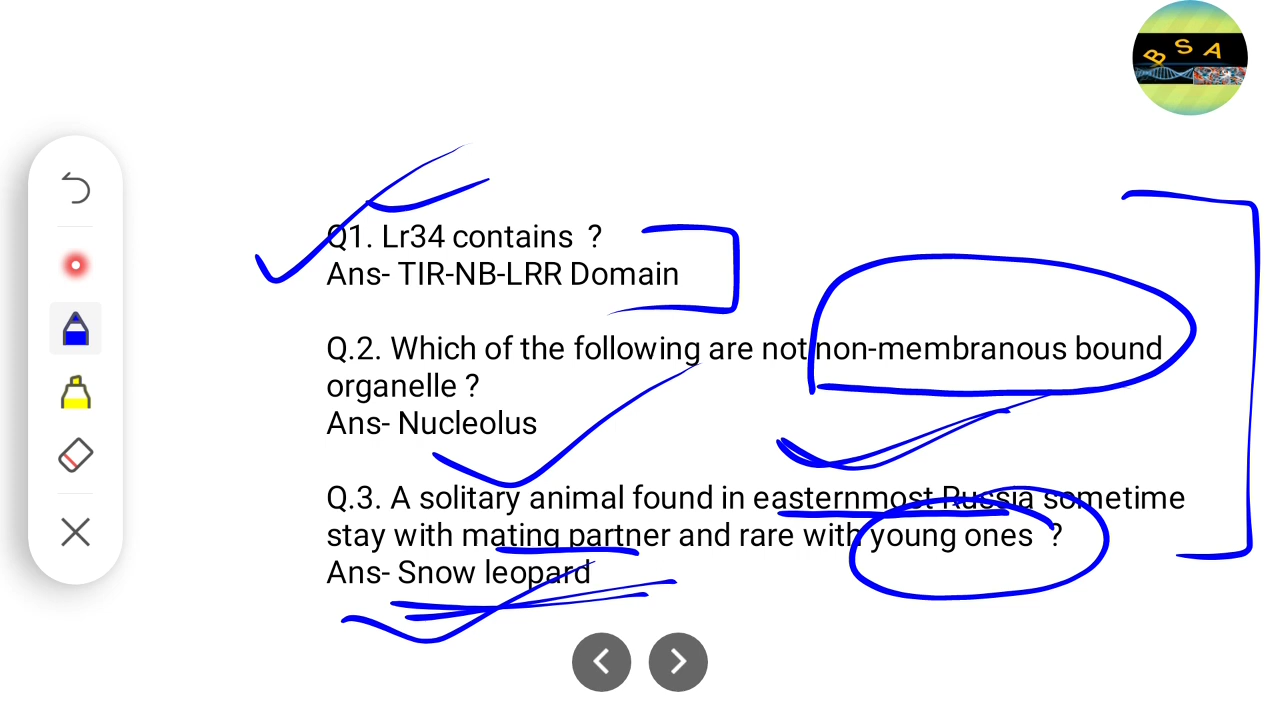 BSA
Q1. Lr34 contains ?
Ans- TIR-NB-LRR Domain
Q.2. Which of the following are not non-membranous bound
organelle ?
Ans- Nucleolus
Q.3. A solitary animal found in easternmost Russia sometime
stay with mating partner and rare with young ones ?
Ans- Snow leopard